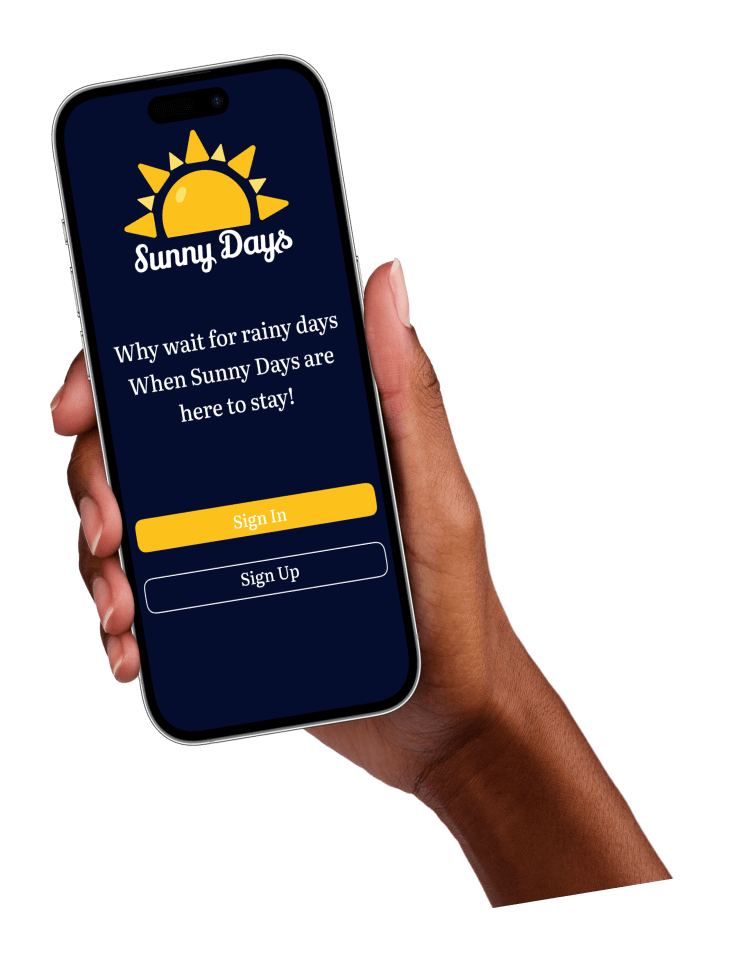 Sunny Days
Why wait for rainy days
When Sunny Days are
here to stay!
Sign In
Sign Up